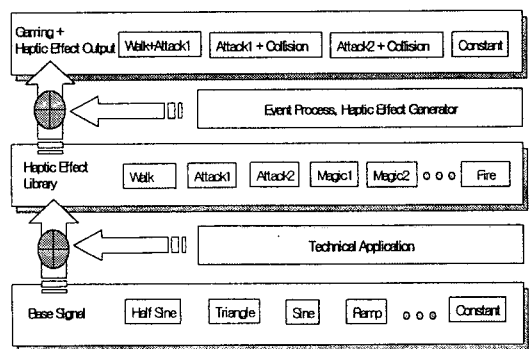 Gaming +
Haptic Effect Output
Walk+Attack1
Attack1 + Collision
Attack2 + Collision
Constant
Event Process, Haptic Effect Generator
Haptic Effect
Library
Walk
Attack1
Attack2
Magic1
Magic2
Fire
Technical Application
Base Signal
Half Sine
Triangle
Sine
Ramp
Constant